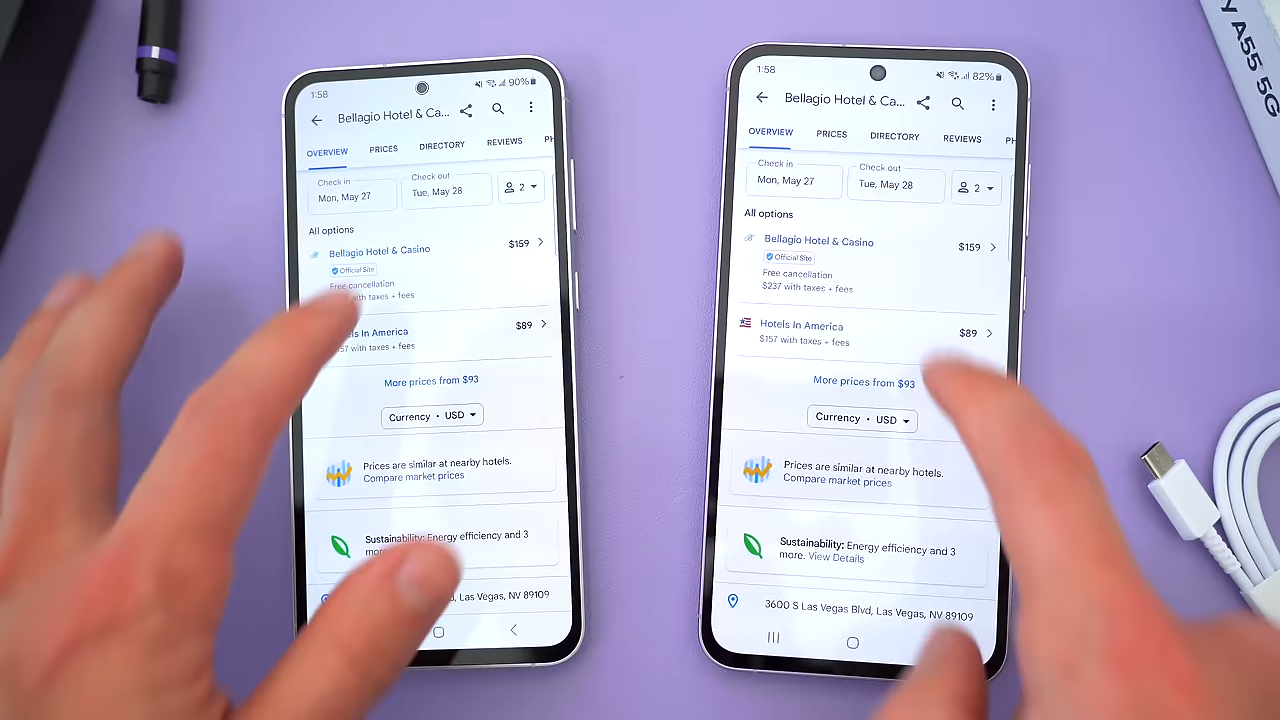 1:58
90%
Bellagio Hotel & Ca...
OVERVIEW PRICES DIRECTORY REVIEWS PH
Check in
Mon, May 27
Check out
Tue, May 28
2
All options
Bellagio Hotel & Casino $159
Official Site
Free cancellation
with taxes + fees
In America $89
with taxes + fees
More prices from $93
Currency • USD
Prices are similar at nearby hotels.
Compare market prices
Sustainability: Energy efficiency and 3
Las Vegas, NV 89109
1:58
82%
Bellagio Hotel & Ca...
OVERVIEW PRICES DIRECTORY REVIEWS PH
Check in
Mon, May 27
Check out
Tue, May 28
2
All options
Bellagio Hotel & Casino $159
Official Site
Free cancellation
$237 with taxes + fees
Hotels In America $89
$157 with taxes + fees
More prices from $93
Currency • USD
Prices are similar at nearby hotels.
Compare market prices
Sustainability: Energy efficiency and 3
more. View Details
3600 S Las Vegas Blvd, Las Vegas, NV 89109
Y A55 5G